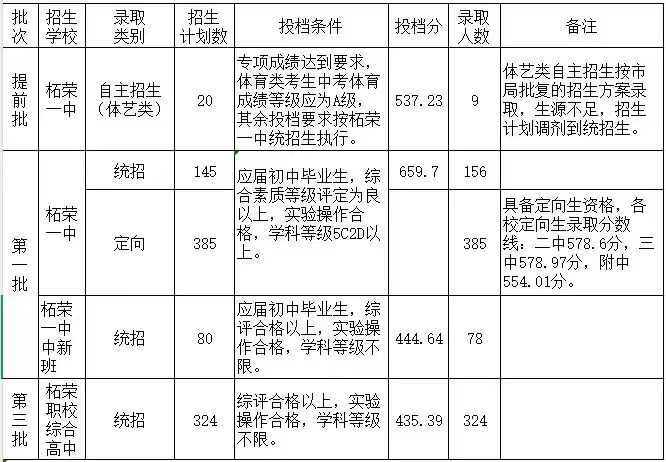 批次
招生学校
录取类别
招生计划数
投档条件
投档分
录取人数
备注
提前批
柘荣一中
自主招生
（体艺类）
20
专项成绩达到要求，
体育类考生中考体育
成绩等级应为A级，
其余投档要求按柘荣
一中统招生执行。
537.23
9
体艺类自主招生按市
局批复的招生方案录
取，生源不足，招生
计划调剂到统招生。
第一批
柘荣一中
统招
145
应届初中毕业生，综
合素质等级评定为良
以上，实验操作合
格，学科等级5C2D以
上。
659.7
156
定向
385
385
具备定向生资格，各
校定向生录取分数
线：二中578.6分，三
中578.97分，附中
554.01分。
柘荣一中中新班
统招
80
应届初中毕业生，综
评合格以上，实验操
作合格，学科等级不
限。
444.64
78
第三批
柘荣职校综合高中
统招
324
综评合格以上，实验
操作合格，学科等级
不限。
435.39
324